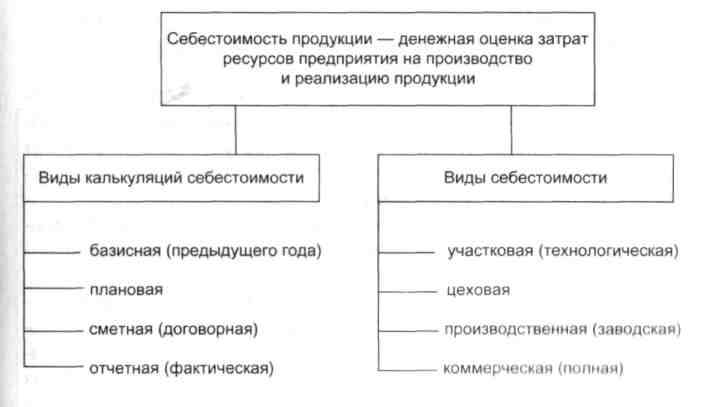 Себестоимость продукции — денежная оценка затрат
ресурсов предприятия на производство
и реализацию продукции
Виды калькуляций себестоимости
базисная (предыдущего года)
плановая
сметная (договорная)
отчетная (фактическая)
Виды себестоимости
участковая (технологическая)
цеховая
производственная (заводская)
коммерческая (полная)